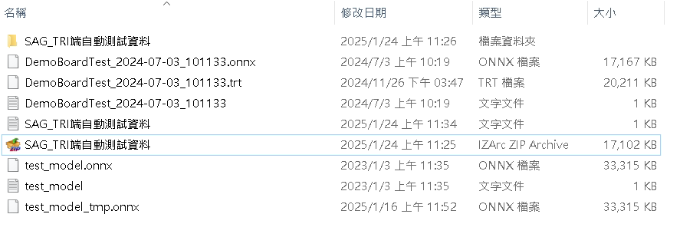 名稱 修改日期 類型 大小
SAG_TRI端自動測試資料 2025/1/24 上午 11:26 檔案資料夾
DemoBoardTest_2024-07-03_101133.onnx 2024/7/3 上午 10:19 ONNX 檔案 17,167 KB
DemoBoardTest_2024-07-03_101133.trt 2024/11/26 下午 03:47 TRT 檔案 20,211 KB
DemoBoardTest_2024-07-03_101133 2024/7/3 上午 10:19 文字文件 1 KB
SAG_TRI端自動測試資料 2025/1/24 上午 11:34 文字文件 1 KB
SAG_TRI端自動測試資料 2025/1/24 上午 11:25 IZArc ZIP Archive 17,102 KB
test_model.onnx 2023/1/3 上午 11:35 ONNX 檔案 33,315 KB
test_model 2023/1/3 上午 11:35 文字文件 1 KB
test_model_tmp.onnx 2025/1/16 上午 11:52 ONNX 檔案 33,315 KB